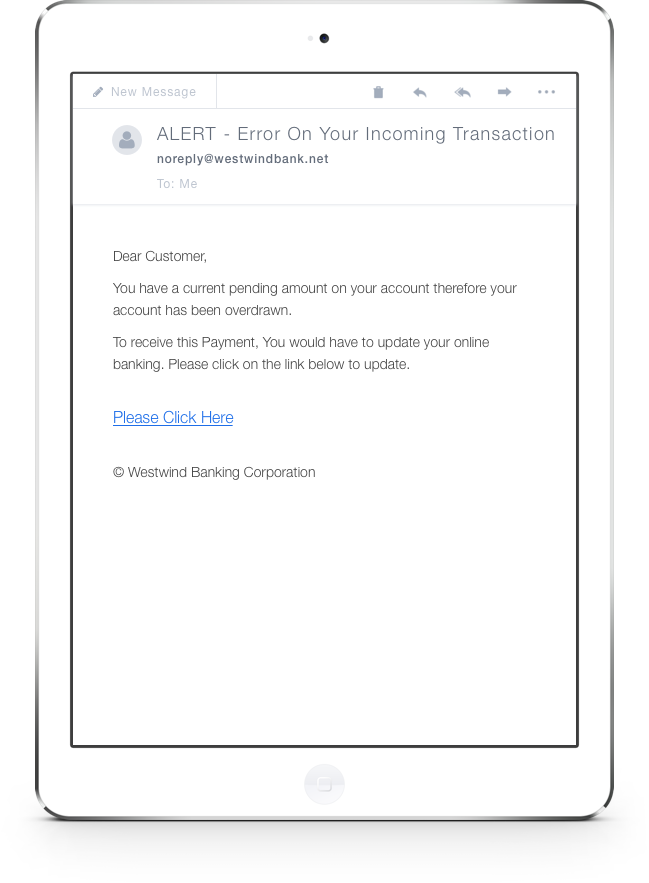 New Message
ALERT - Error On Your Incoming Transaction
noreply@westwindbank.net
To: Me
Dear Customer,
You have a current pending amount on your account therefore your
account has been overdrawn.
To receive this Payment, You would have to update your online
banking. Please click on the link below to update.
Please Click Here
© Westwind Banking Corporation